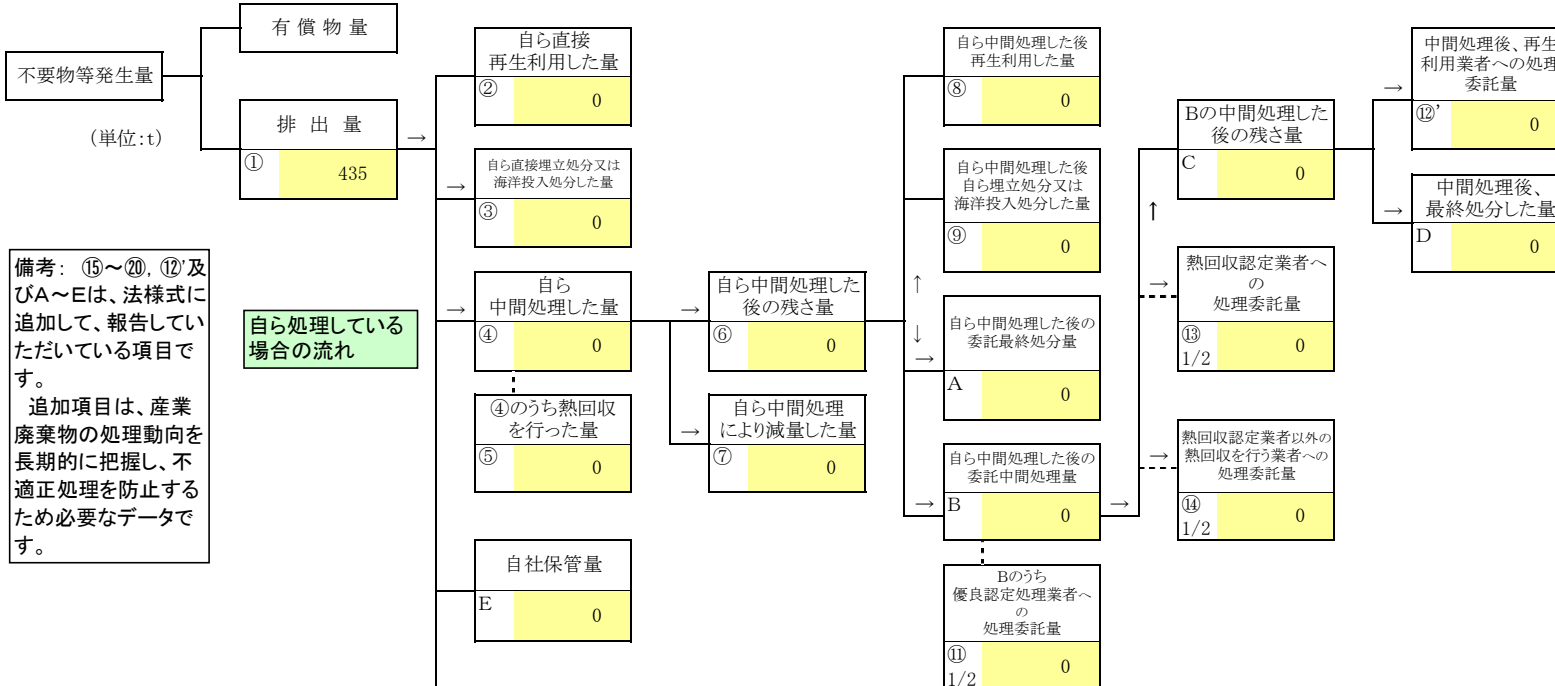 不要物等発生量
(単位:t)
有 償 物 量
排 出 量
①
435
→
備考： ⑮～⑳, ⑫'及
びA～Eは、法様式に
追加して、報告してい
ただいている項目で
す。
追加項目は、産業
廃棄物の処理動向を
長期的に把握し、不
適正処理を防止する
ため必要なデータで
す。
自ら処理している
場合の流れ
自ら直接
再生利用した量
②
0
→
自ら直接埋立処分又は
海洋投入処分した量
③
0
→
自ら
中間処理した量
④
0
④のうち熱回収
を行った量
⑤
0
自社保管量
E
0
→
自ら中間処理した
後の残さ量
⑥
0
→
自ら中間処理
により減量した量
⑦
0
自ら中間処理した後
再生利用した量
⑧
0
自ら中間処理した後
自ら埋立処分又は
海洋投入処分した量
⑨
0
↑
↓
→
自ら中間処理した後の
委託最終処分量
A
0
→
自ら中間処理した後の
委託中間処理量
B
0
Bのうち
優良認定処理業者へ
の
処理委託量
⑪
1/2
0
→
↑
Bの中間処理した
後の残さ量
C
0
→
熱回収認定業者へ
の
処理委託量
⑬
1/2
0
→
熱回収認定業者以外の
熱回収を行う業者への
処理委託量
⑭
1/2
0
→
中間処理後、再生
利用業者への処理
委託量
⑫'
0
→
中間処理後、
最終処分した量
D
0